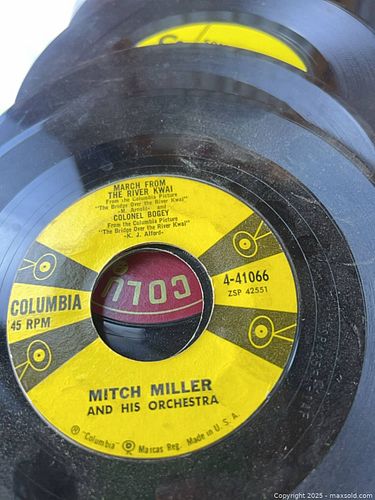 MARCH FROM
THE RIVER KWAI
From the Columbia Picture
"The Bridge Over the River Kwai"
-M. Arnold- and
COLONEL BOGEY
From the Columbia Picture
"The Bridge Over the River Kwai"
-K. J. Alford-
COLUMBIA
45 RPM
4-41066
ZSP 42551
COLU
MITCH MILLER
AND HIS ORCHESTRA
® "Columbia" Marcas Reg. Made in U. S. A.
Copyright 2025 - maxsold.com